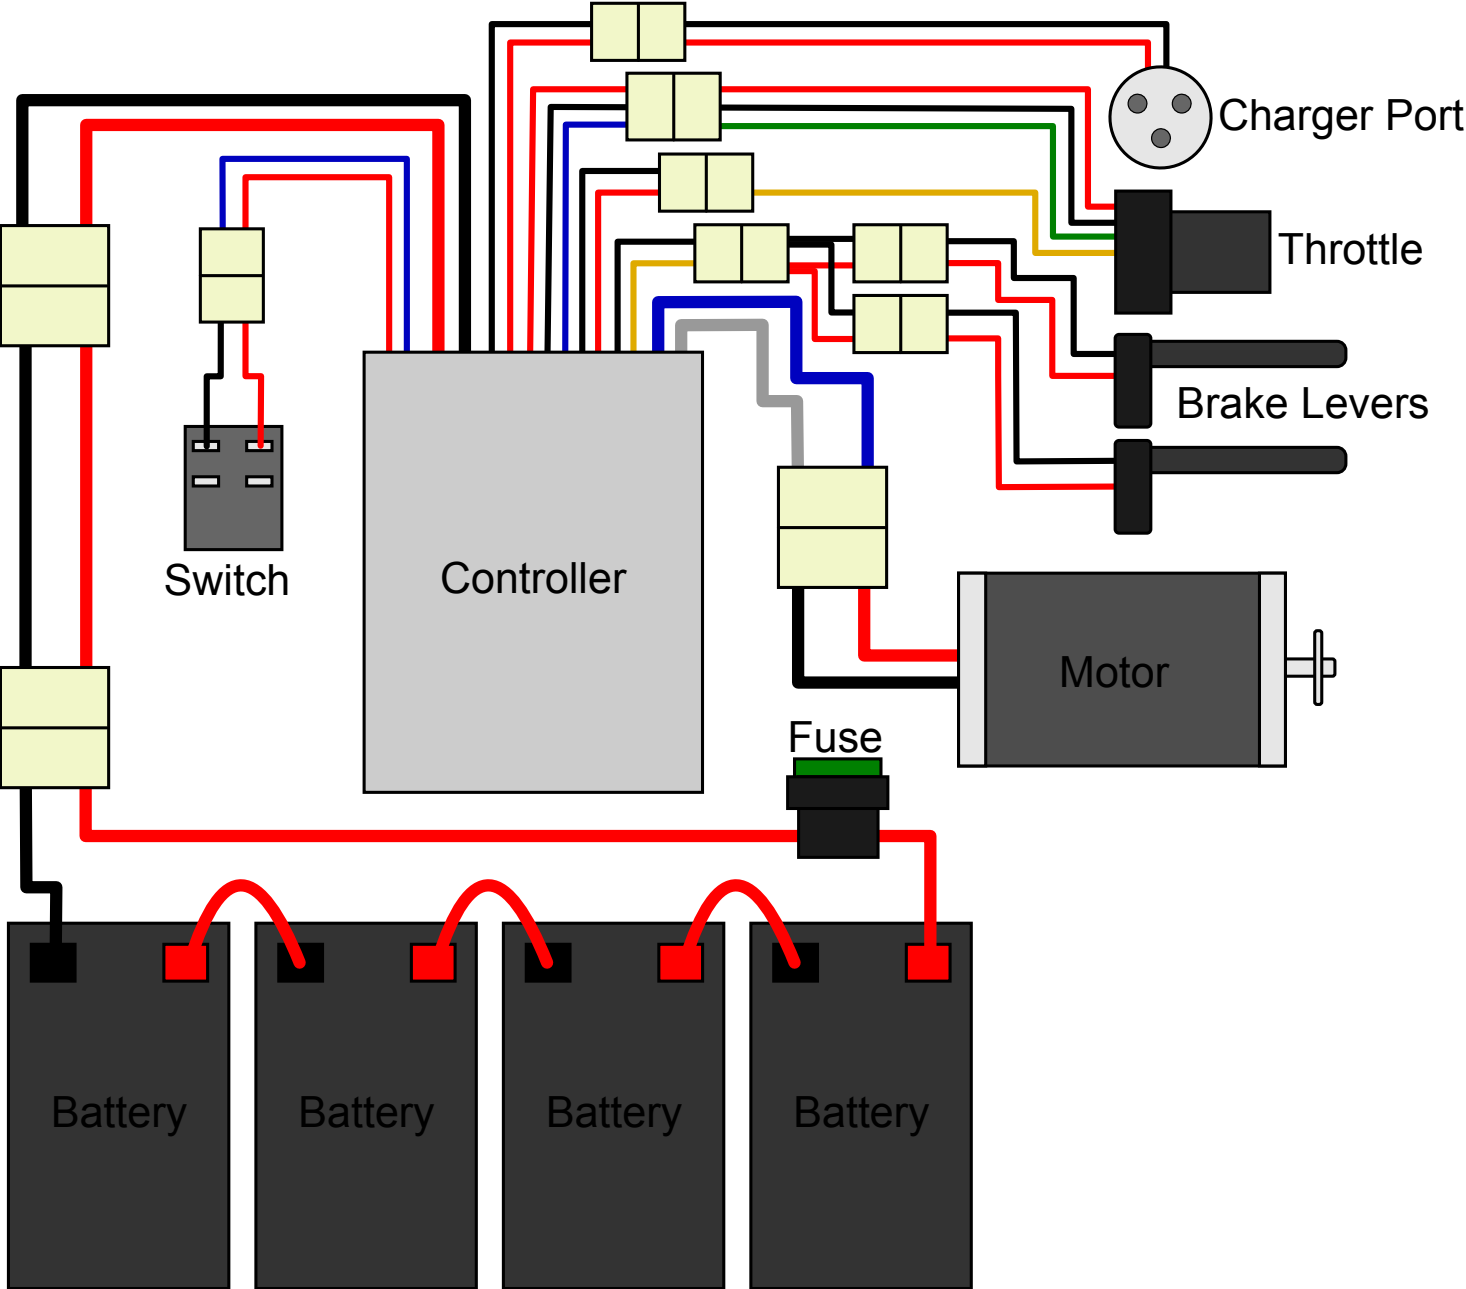 Charger Port
Throttle
Brake Levers
Switch
Controller
Motor
Fuse
Battery
Battery
Battery
Battery